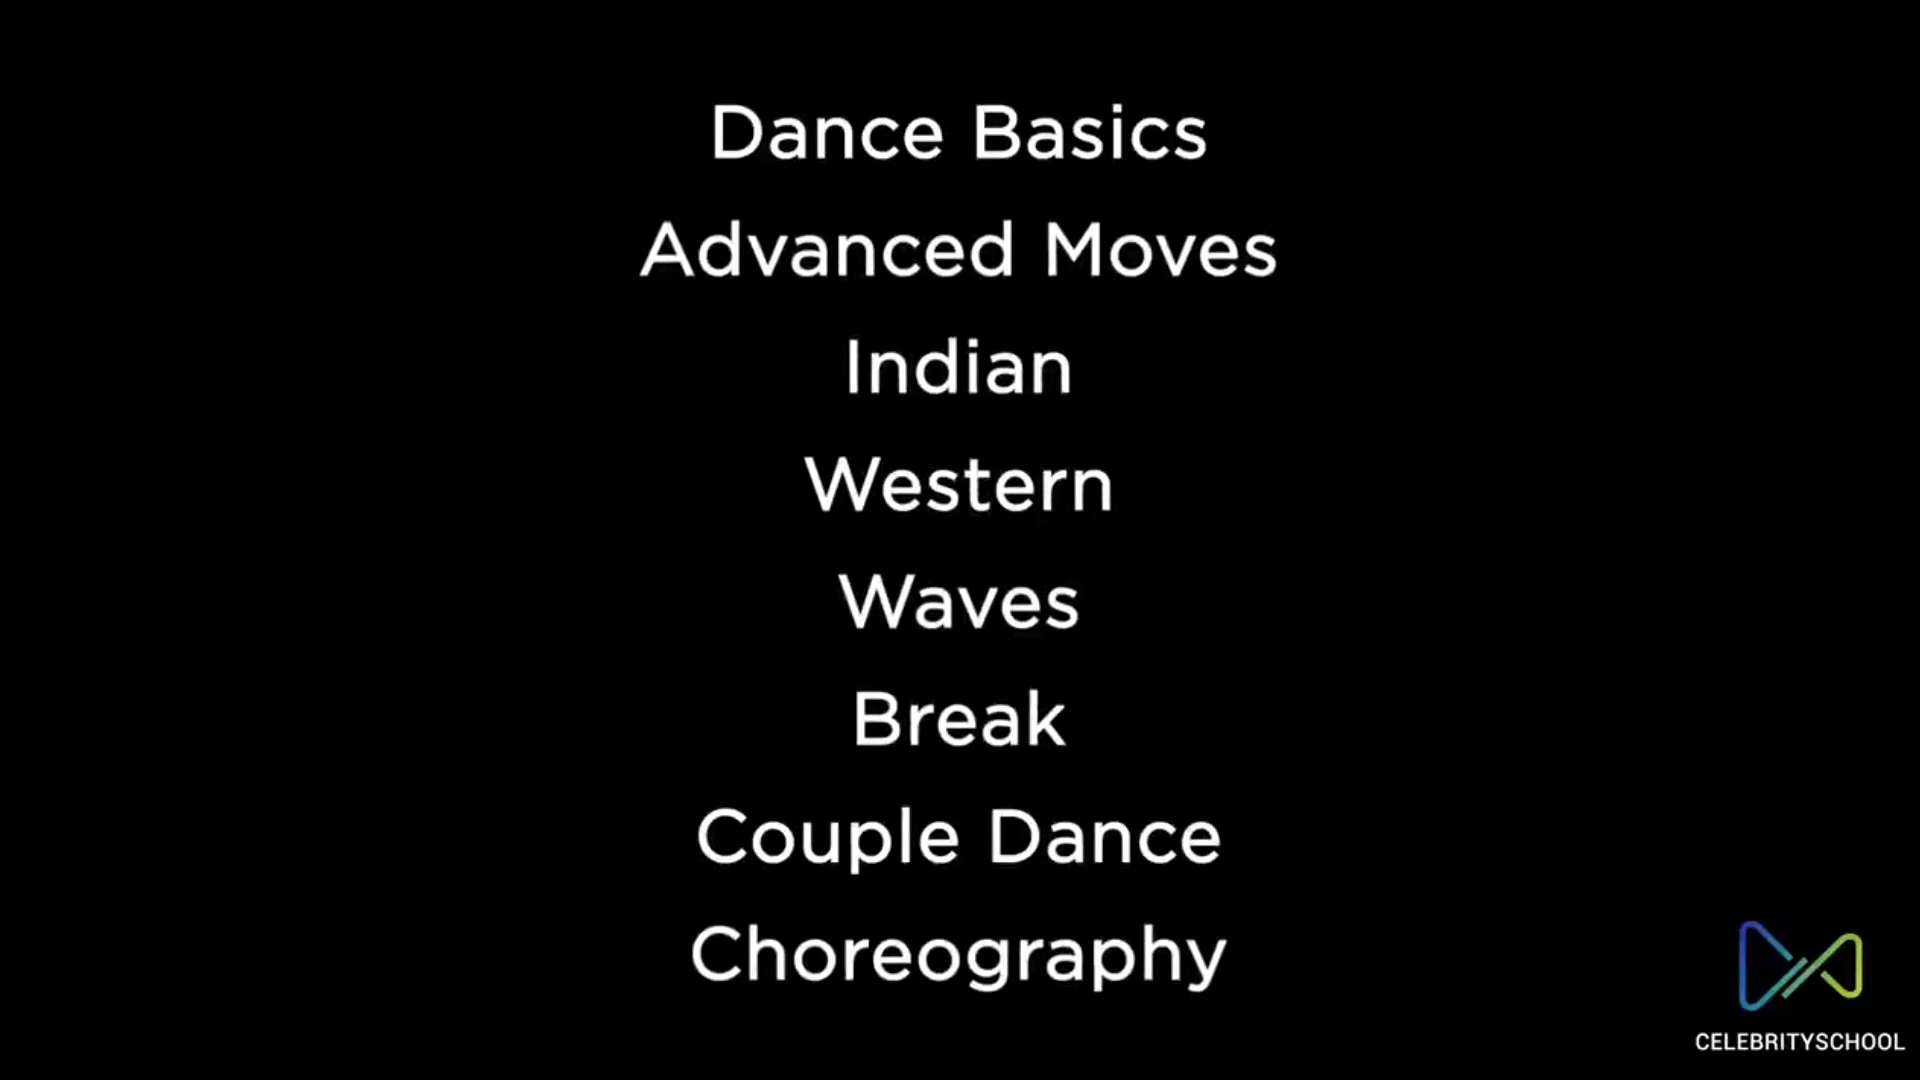 Dance Basics
Advanced Moves
Indian
Western
Waves
Break
Couple Dance
Choreography
CELEBRITYSCHOOL